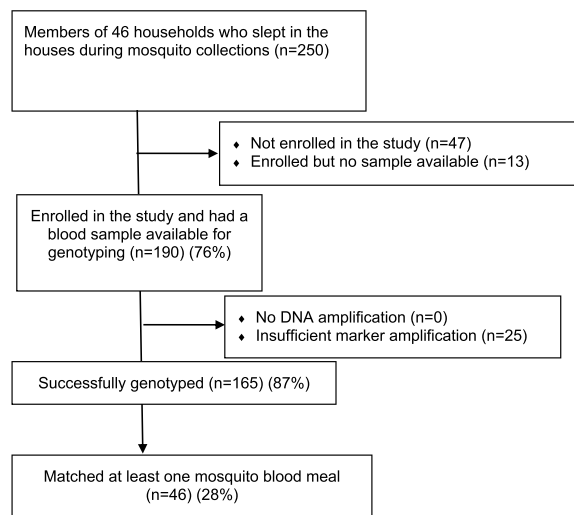 Members of 46 households who slept in the
houses during mosquito collections (n=250)
♦ Not enrolled in the study (n=47)
♦ Enrolled but no sample available (n=13)
Enrolled in the study and had a
blood sample available for
genotyping (n=190) (76%)
♦ No DNA amplification (n=0)
♦ Insufficient marker amplification (n=25)
Successfully genotyped (n=165) (87%)
Matched at least one mosquito blood meal
(n=46) (28%)